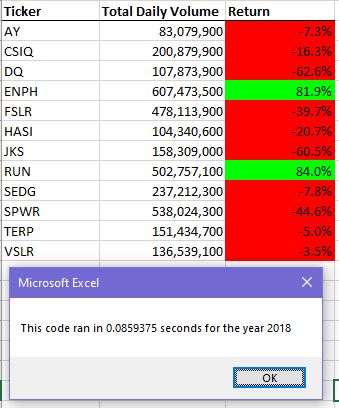 Ticker Total Daily Volume Return
AY 83,079,900 -7.3%
CSIQ 200,879,900 -16.3%
DQ 107,873,900 -62.6%
ENPH 607,473,500 81.9%
FSLR 478,113,900 -39.7%
HASI 104,340,600 -20.7%
JKS 158,309,000 -60.5%
RUN 502,757,100 84.0%
SEDG 237,212,300 -7.8%
SPWR 538,024,300 -44.6%
TERP 151,434,700 -5.0%
VSLR 136,539,100 -3.5%
Microsoft Excel
This code ran in 0.0859375 seconds for the year 2018
OK